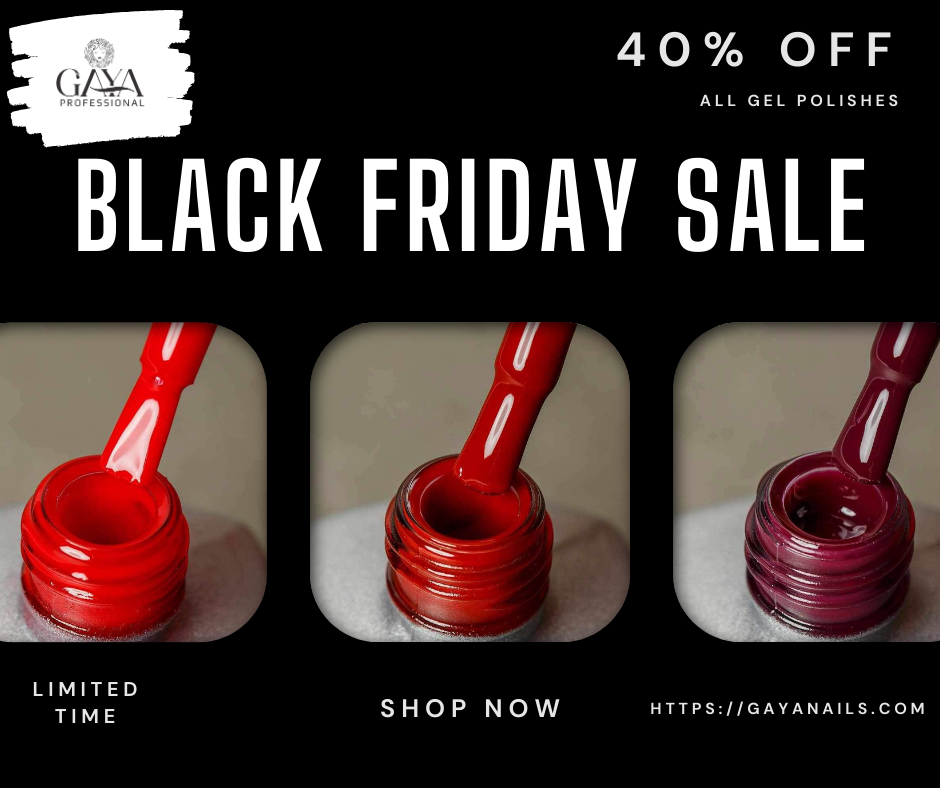 GAYA
PROFESSIONAL
40% OFF
ALL GEL POLISHES
BLACK FRIDAY SALE
LIMITED
TIME
SHOP NOW
HTTPS://GAYANAILS.COM